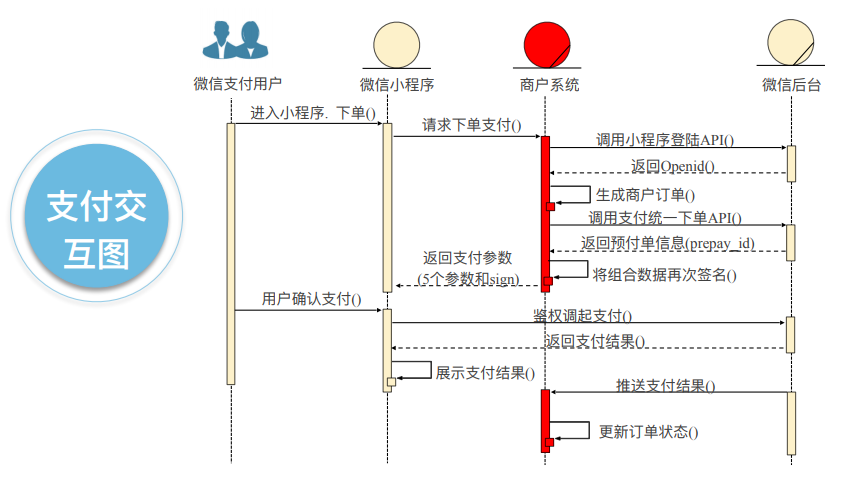 微信支付用户
微信小程序
商户系统
微信后台
进入小程序. 下单()
请求下单支付()
调用小程序登陆API()
返回Openid()
生成商户订单()
调用支付统一下单API()
返回预付单信息(prepay_id)
返回支付参数
(5个参数和sign)
将组合数据再次签名()
支付交
互图
用户确认支付()
鉴权调起支付()
返回支付结果()
展示支付结果()
推送支付结果()
更新订单状态()